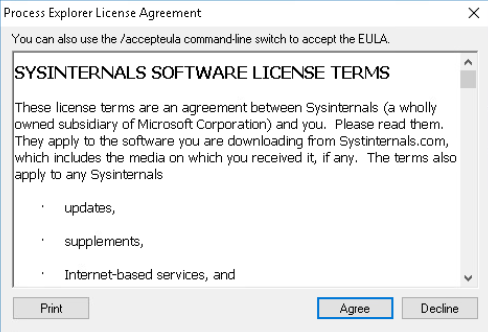 Process Explorer License Agreement
You can also use the /accepteula command-line switch to accept the EULA.
SYSINTERNALS SOFTWARE LICENSE TERMS
These license terms are an agreement between Sysinternals (a wholly
owned subsidiary of Microsoft Corporation) and you.  Please read them.
They apply to the software you are downloading from Systinternals.com,
which includes the media on which you received it, if any.  The terms also
apply to any Sysinternals
· updates,
· supplements,
· Internet-based services, and
Print Agree Decline